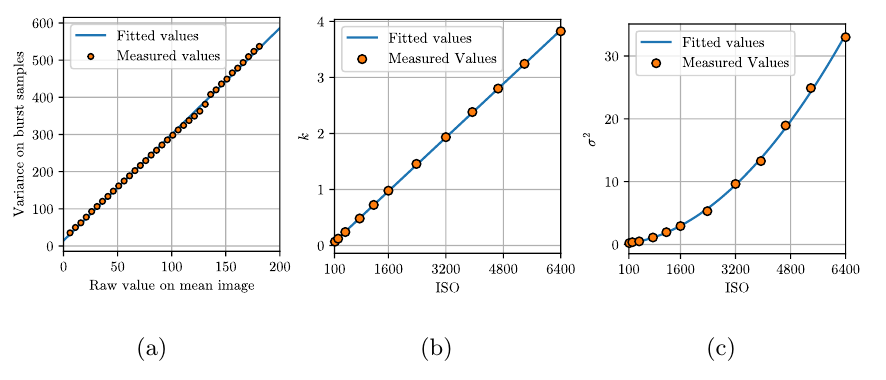 600
500
400
300
200
100
0
Variance on burst samples
Fitted values
Measured values
0 50 100 150 200
Raw value on mean image
(a)
4
3
2
1
0
k
Fitted values
Measured Values
100 1600 3200 4800 6400
ISO
(b)
30
20
10
0
σ²
Fitted values
Measured Values
100 1600 3200 4800 6400
ISO
(c)